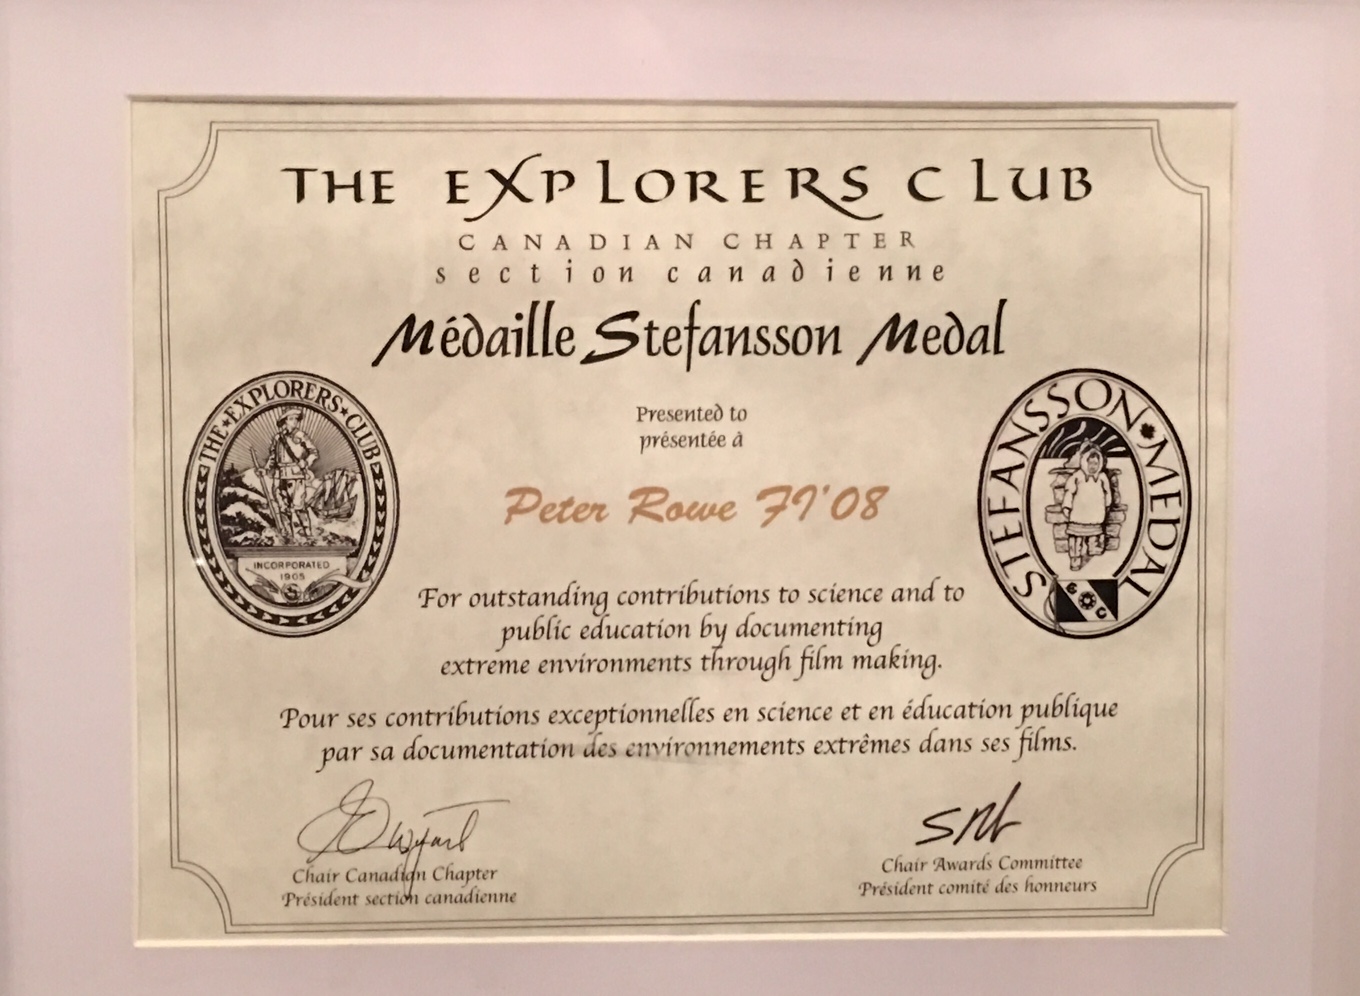 THE EXPLORERS CLUB
CANADIAN CHAPTER
section canadienne
Médaille Stefansson Medal
Presented to
présentée à
Peter Rowe FI'08
THE ★ EXPLORERS ★ CLUB
INCORPORATED
1905
STEFANSSON MEDAL
For outstanding contributions to science and to
public education by documenting
extreme environments through film making.
Pour ses contributions exceptionnelles en science et en éducation publique
par sa documentation des environnements extrêmes dans ses films.
Chair Canadian Chapter
Président section canadienne
Chair Awards Committee
Président comité des honneurs